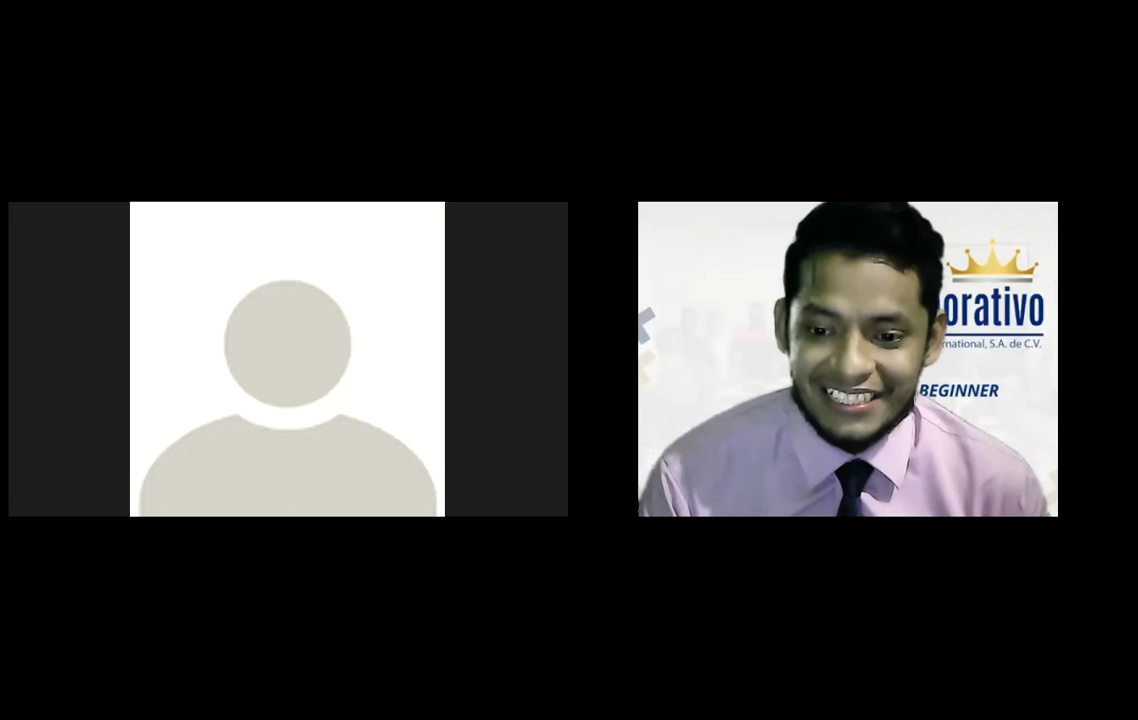 orativo
rnational, S.A. de C.V.
BEGINNER